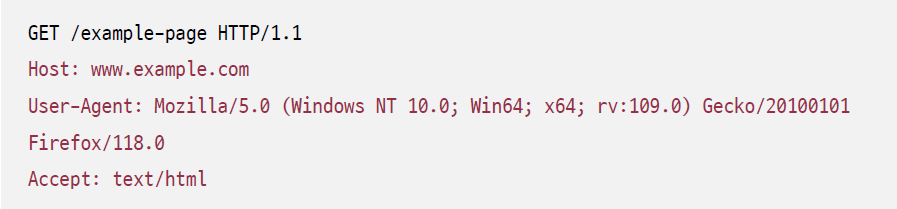 GET /example-page HTTP/1.1
Host: www.example.com
User-Agent: Mozilla/5.0 (Windows NT 10.0; Win64; x64; rv:109.0) Gecko/20100101
Firefox/118.0
Accept: text/html